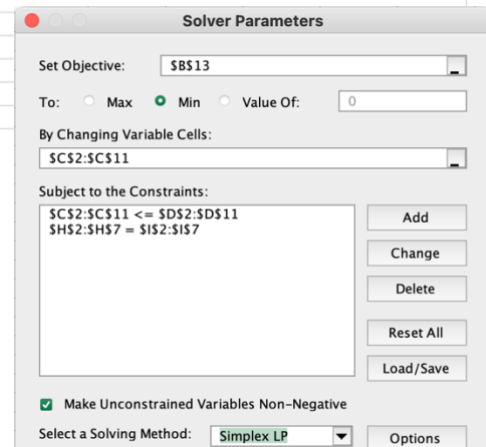 Solver Parameters
Set Objective: $B$13
To: Max Min Value Of: 0
By Changing Variable Cells:
$C$2:$C$11
Subject to the Constraints:
$C$2:$C$11 <= $D$2:$D$11
$H$2:$H$7 = $I$2:$I$7
Add
Change
Delete
Reset All
Load/Save
Make Unconstrained Variables Non-Negative
Select a Solving Method: Simplex LP Options